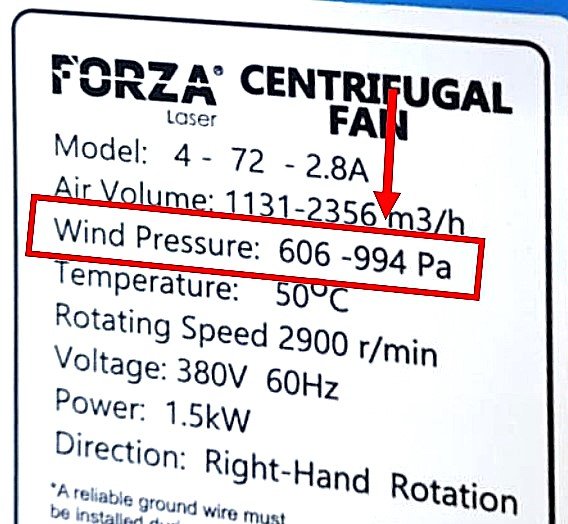 FORZA® CENTRIFUGAL
Laser FAN
Model: 4 - 72 - 2.8A
Air Volume: 1131-2356 m3/h
Wind Pressure: 606 -994 Pa
Temperature: 50°C
Rotating Speed 2900 r/min
Voltage: 380V 60Hz
Power: 1.5kW
Direction: Right-Hand Rotation
*A reliable ground wire must
be installed